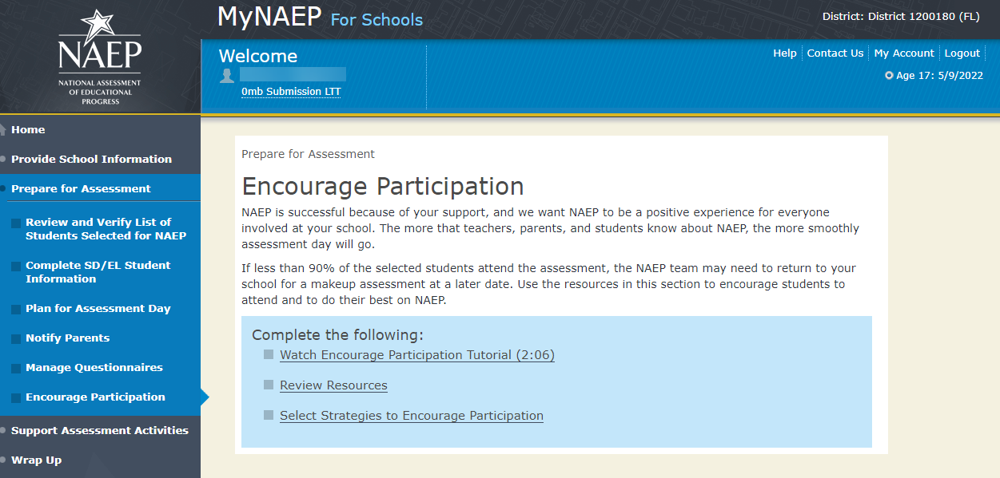 MyNAEP For Schools
District: District 1200180 (FL)
NAEP
NATIONAL ASSESSMENT
OF EDUCATIONAL
PROGRESS
Welcome
0mb Submission LTT
Help
Contact Us
My Account
Logout
Age 17: 5/9/2022
Home
Provide School Information
Prepare for Assessment
Review and Verify List of
Students Selected for NAEP
Complete SD/EL Student
Information
Plan for Assessment Day
Notify Parents
Manage Questionnaires
Encourage Participation
Support Assessment Activities
Wrap Up
Prepare for Assessment
Encourage Participation
NAEP is successful because of your support, and we want NAEP to be a positive experience for everyone
involved at your school. The more that teachers, parents, and students know about NAEP, the more smoothly
assessment day will go.
If less than 90% of the selected students attend the assessment, the NAEP team may need to return to your
school for a makeup assessment at a later date. Use the resources in this section to encourage students to
attend and to do their best on NAEP.
Complete the following:
Watch Encourage Participation Tutorial (2:06)
Review Resources
Select Strategies to Encourage Participation